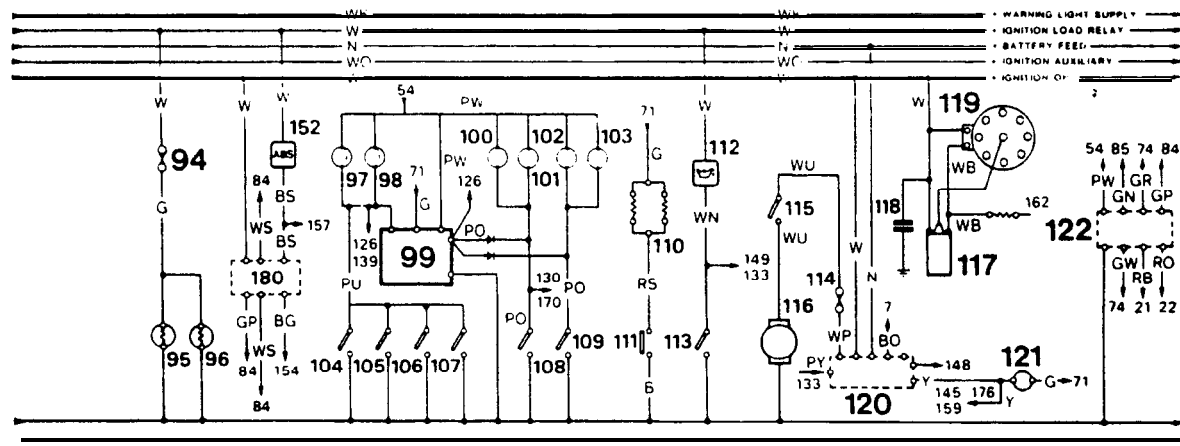 WK WK • WARNING LIGHT SUPPLY
W W • IGNITION LOAD RELAY
N N • BATTERY FEED
WO WO • IGNITION AUXILIARY
W W • IGNITION
54 PW
W W W 152 100 102 103 71 W W 119
ABS 112 54 85 74 84
94 PW G WU WB PW GN GR GP
97 98 71 126 101
84 BS G WN 115 118 162
G WS 157 126 139 PO 110 WU W N WB 122
BS 99 149 133 114 117
180 PU 130 170 PO RS 116 7 GW RB RO
GP WS BG PO WP BO 74 21 22
95 96 104 105 106 107 108 109 111 113
84 154 PY 133 148 121
84 B 120 Y 145 159 176 Y G 71